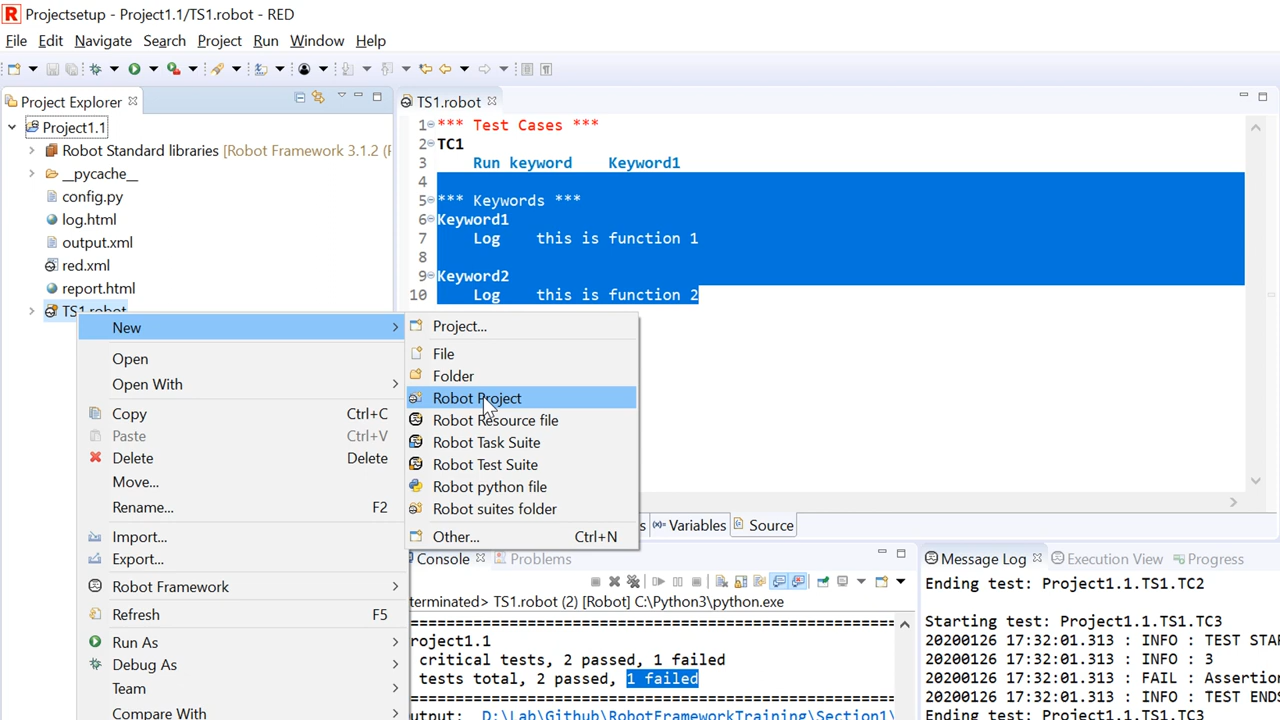 Projectsetup - Project1.1/TS1.robot - RED
File Edit Navigate Search Project Run Window Help
Project Explorer
Project1.1
Robot Standard libraries [Robot Framework 3.1.2
__pycache__
config.py
log.html
output.xml
red.xml
report.html
TS1.robot
New
Open
Open With
Copy Ctrl+C
Paste Ctrl+V
Delete Delete
Move...
Rename... F2
Import...
Export...
Robot Framework
Refresh F5
Run As
Debug As
Team
Compare With
Project...
File
Folder
Robot Project
Robot Resource file
Robot Task Suite
Robot Test Suite
Robot python file
Robot suites folder
Other... Ctrl+N
TS1.robot
1 *** Test Cases ***
2 TC1
3 Run keyword Keyword1
4
5 *** Keywords ***
6 Keyword1
7 Log this is function 1
8
9 Keyword2
10 Log this is function 2
s (x)= Variables Source
Console Problems
terminated> TS1.robot (2) [Robot] C:\Python3\python.exe
==============================================
roject1.1
critical tests, 2 passed, 1 failed
tests total, 2 passed, 1 failed
==============================================
utput: D:\Lab\Github\RobotFrameworkTraining\Section1\
Message Log Execution View Progress
Ending test: Project1.1.TS1.TC2
Starting test: Project1.1.TS1.TC3
20200126 17:32:01.313 : INFO : TEST STA
20200126 17:32:01.313 : INFO : 3
20200126 17:32:01.313 : FAIL : Assertio
20200126 17:32:01.313 : INFO : TEST END
Ending test: Project1.1.TS1.TC3